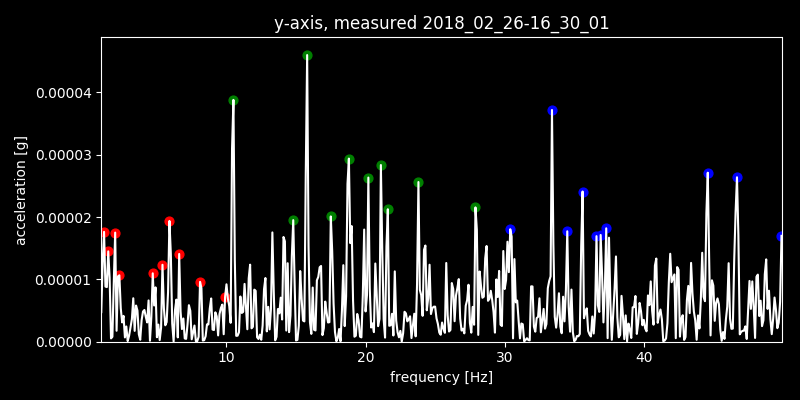 y-axis, measured 2018_02_26-16_30_01
acceleration [g]
0.00004
0.00003
0.00002
0.00001
0.00000
10 20 30 40
frequency [Hz]